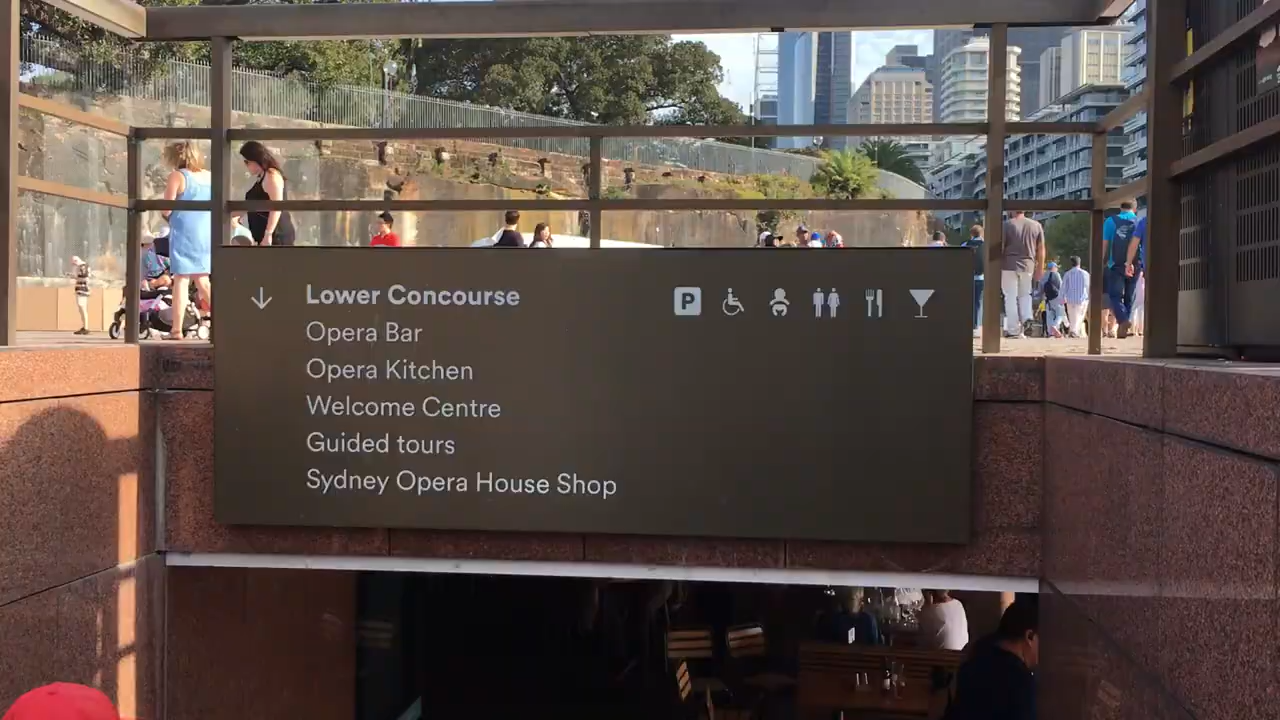 ↓ Lower Concourse P
Opera Bar
Opera Kitchen
Welcome Centre
Guided tours
Sydney Opera House Shop